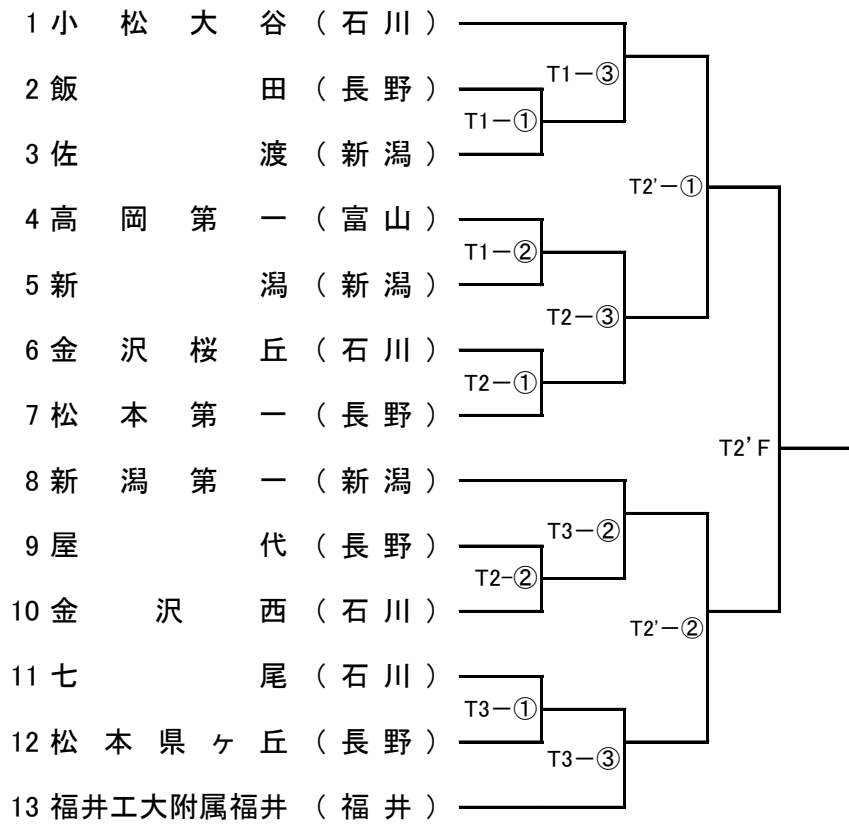 1 小松大谷 (石川)
T1-③
2 飯田 (長野)
T1-①
3 佐渡 (新潟)
T2'-①
4 高岡第一 (富山)
T1-②
5 新潟 (新潟)
T2-③
6 金沢桜丘 (石川)
T2-①
7 松本第一 (長野)
T2'F
8 新潟第一 (新潟)
T3-②
9 屋代 (長野)
T2-②
10 金沢西 (石川)
T2'-②
11 七尾 (石川)
T3-①
12 松本県ヶ丘 (長野)
T3-③
13 福井工大附属福井 (福井)